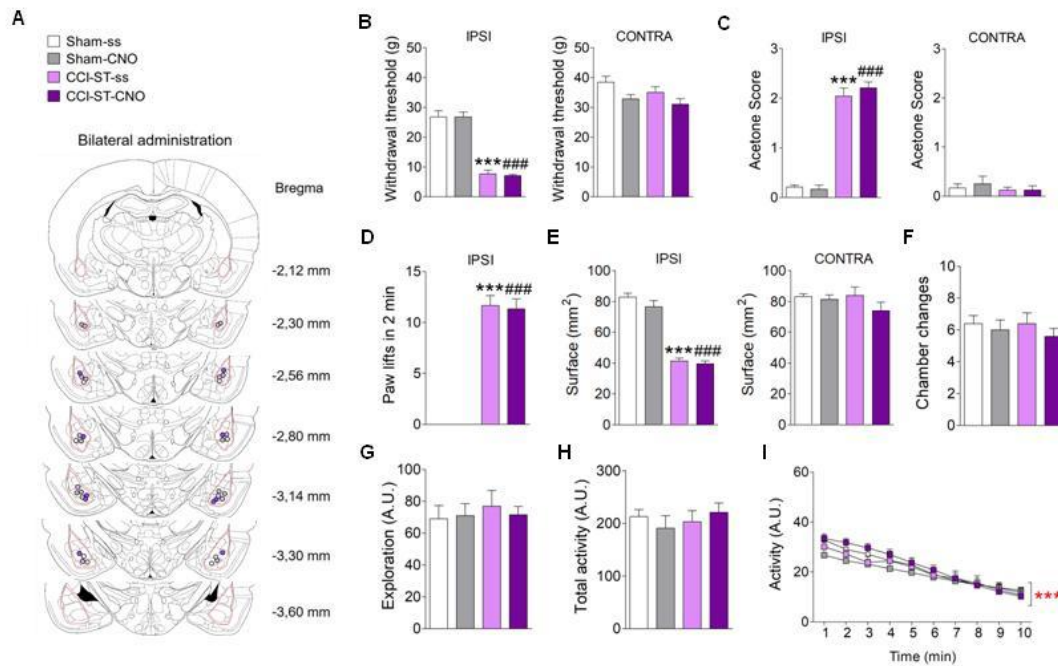 A
Sham-ss
Sham-CNO
CCI-ST-ss
CCI-ST-CNO
Bilateral administration
Bregma
-2,12 mm
-2,30 mm
-2,56 mm
-2,80 mm
-3,14 mm
-3,30 mm
-3,60 mm
B
IPSI
Withdrawal threshold (g)
50
40
30
20
10
0
*** ###
CONTRA
Withdrawal threshold (g)
50
40
30
20
10
0
C
IPSI
Acetone Score
3
2
1
0
*** ###
CONTRA
Acetone Score
3
2
1
0
D
IPSI
Paw lifts in 2 min
15
10
5
0
*** ###
E
IPSI
Surface (mm²)
100
80
60
40
20
0
*** ###
CONTRA
Surface (mm²)
100
80
60
40
20
0
F
Chamber changes
10
8
6
4
2
0
G
Exploration (A.U.)
100
80
60
40
20
0
H
Total activity (A.U.)
300
200
100
0
I
Activity (A.U.)
60
40
20
0
1 2 3 4 5 6 7 8 9 10
Time (min)
***